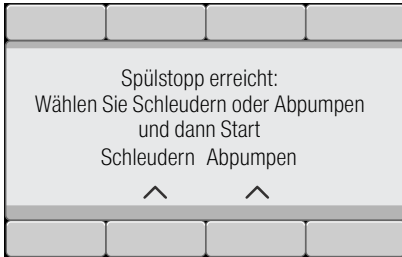 Spülstopp erreicht:
Wählen Sie Schleudern oder Abpumpen
und dann Start
Schleudern Abpumpen